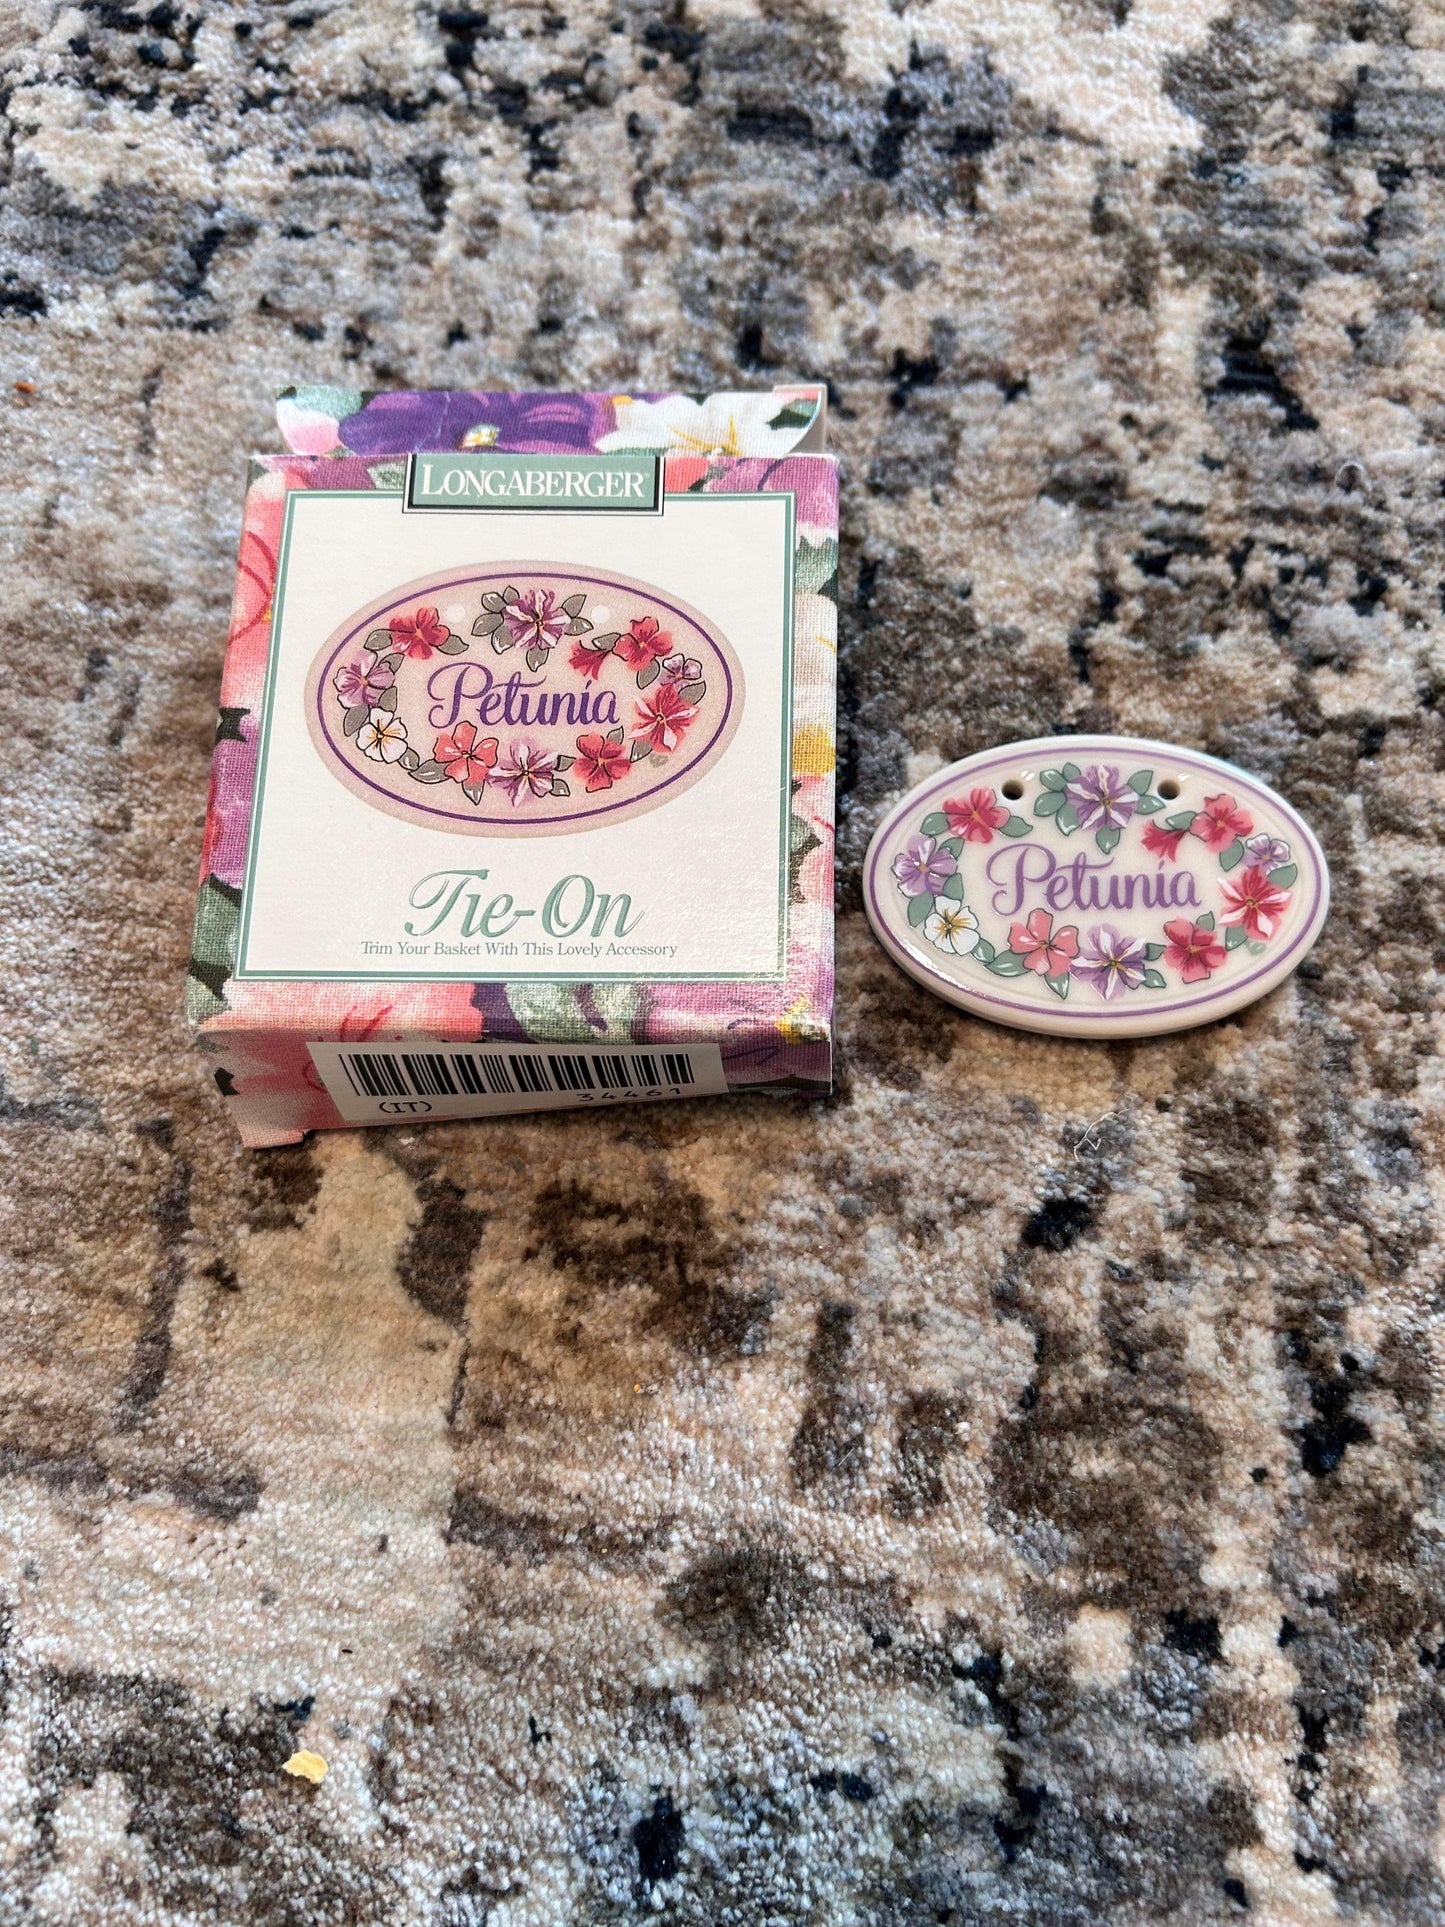 LONGABERGER®
Petunia
Tie-On
Trim Your Basket With This Lovely Accessory
(IT) 34461
Petunia